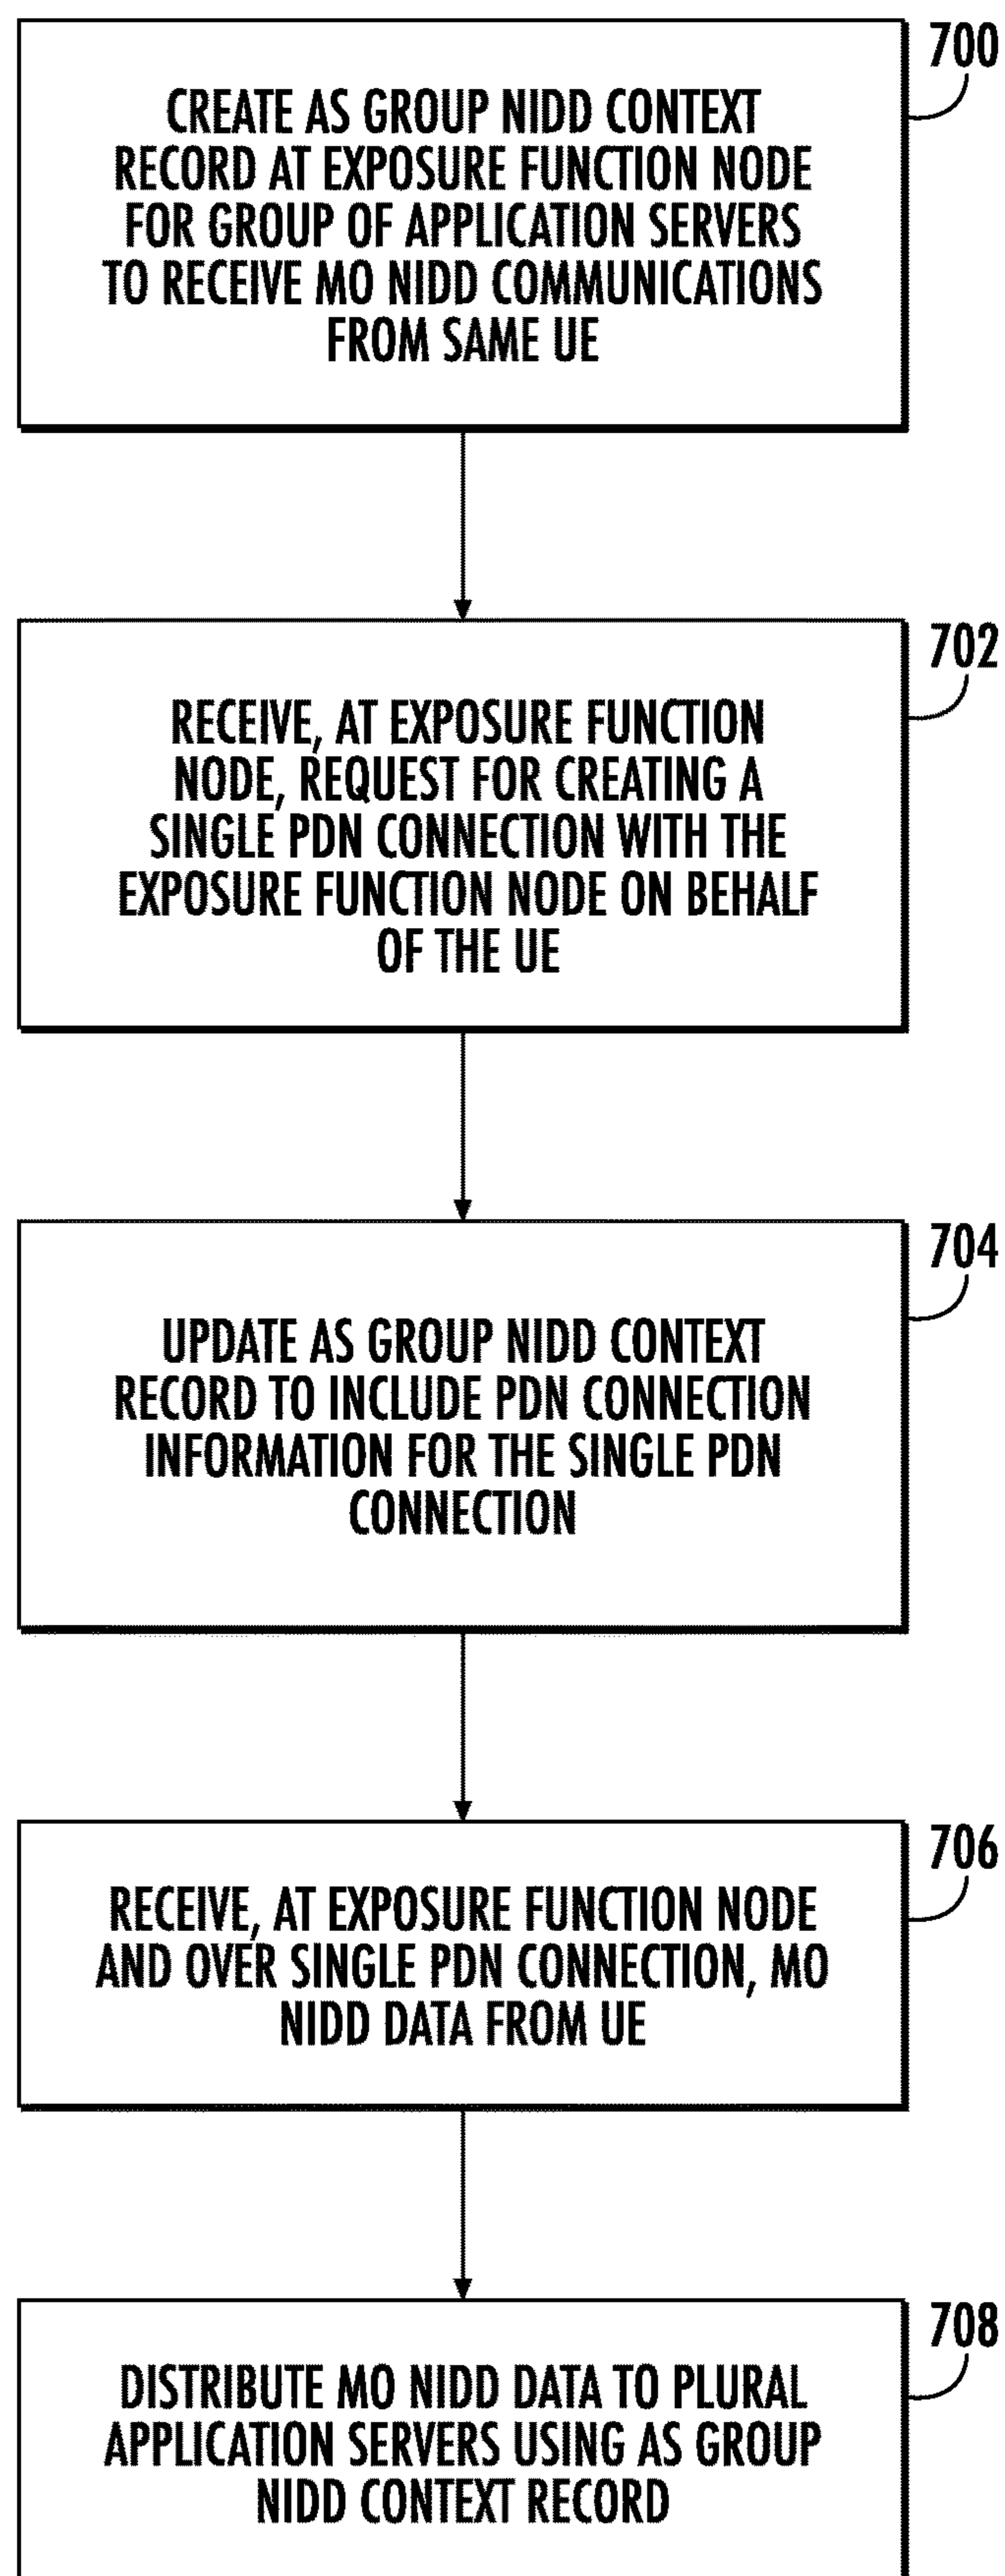 700
CREATE AS GROUP NIDD CONTEXT
RECORD AT EXPOSURE FUNCTION NODE
FOR GROUP OF APPLICATION SERVERS
TO RECEIVE MO NIDD COMMUNICATIONS
FROM SAME UE
702
RECEIVE, AT EXPOSURE FUNCTION
NODE, REQUEST FOR CREATING A
SINGLE PDN CONNECTION WITH THE
EXPOSURE FUNCTION NODE ON BEHALF
OF THE UE
704
UPDATE AS GROUP NIDD CONTEXT
RECORD TO INCLUDE PDN CONNECTION
INFORMATION FOR THE SINGLE PDN
CONNECTION
706
RECEIVE, AT EXPOSURE FUNCTION NODE
AND OVER SINGLE PDN CONNECTION, MO
NIDD DATA FROM UE
708
DISTRIBUTE MO NIDD DATA TO PLURAL
APPLICATION SERVERS USING AS GROUP
NIDD CONTEXT RECORD